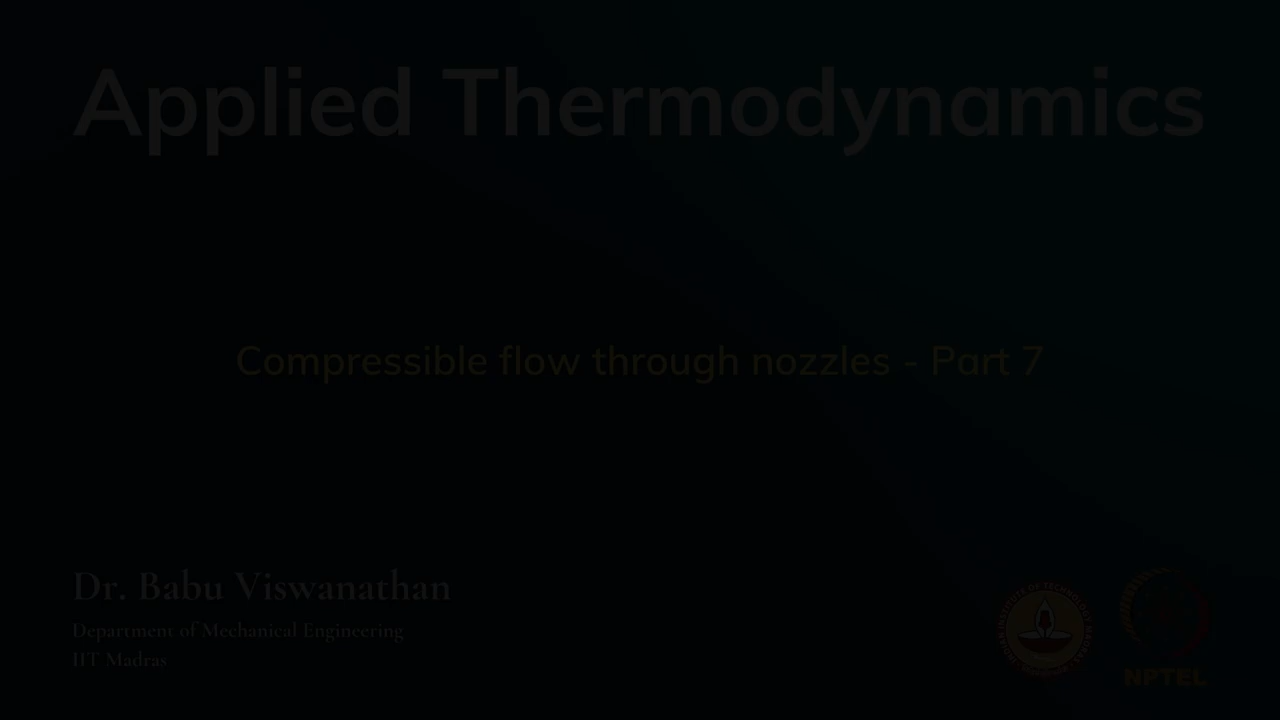 Applied Thermodynamics
Compressible flow through nozzles - Part 7
Dr. Babu Viswanathan
Department of Mechanical Engineering
IIT Madras
NPTEL